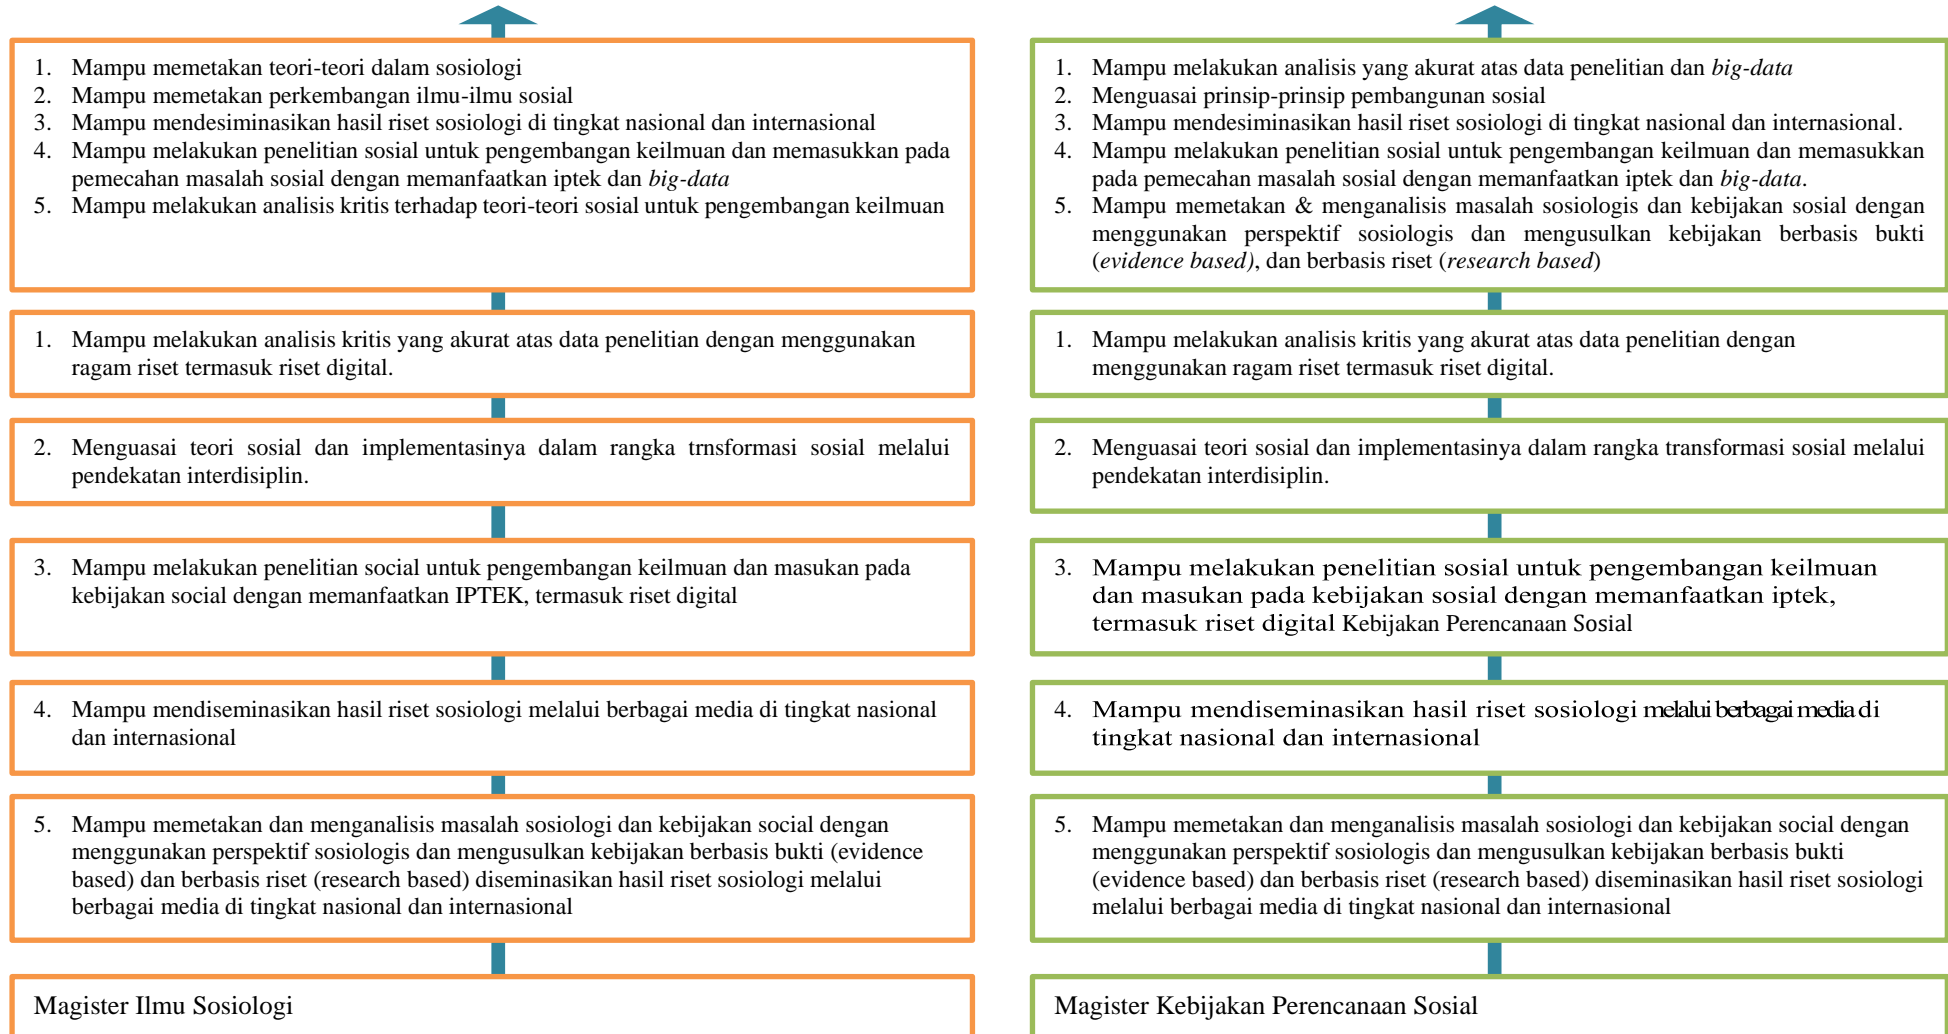 1. Mampu memetakan teori-teori dalam sosiologi
2. Mampu memetakan perkembangan ilmu-ilmu sosial
3. Mampu mendesiminasikan hasil riset sosiologi di tingkat nasional dan internasional
4. Mampu melakukan penelitian sosial untuk pengembangan keilmuan dan memasukkan pada
pemecahan masalah sosial dengan memanfaatkan iptek dan big-data
5. Mampu melakukan analisis kritis terhadap teori-teori sosial untuk pengembangan keilmuan
1. Mampu melakukan analisis kritis yang akurat atas data penelitian dengan menggunakan
ragam riset termasuk riset digital.
2. Menguasai teori sosial dan implementasinya dalam rangka trnsformasi sosial melalui
pendekatan interdisiplin.
3. Mampu melakukan penelitian social untuk pengembangan keilmuan dan masukan pada
kebijakan social dengan memanfaatkan IPTEK, termasuk riset digital
4. Mampu mendiseminasikan hasil riset sosiologi melalui berbagai media di tingkat nasional
dan internasional
5. Mampu memetakan dan menganalisis masalah sosiologi dan kebijakan social dengan
menggunakan perspektif sosiologis dan mengusulkan kebijakan berbasis bukti (evidence
based) dan berbasis riset (research based) diseminasikan hasil riset sosiologi melalui
berbagai media di tingkat nasional dan internasional
Magister Ilmu Sosiologi
1. Mampu melakukan analisis yang akurat atas data penelitian dan big-data
2. Menguasai prinsip-prinsip pembangunan sosial
3. Mampu mendesiminasikan hasil riset sosiologi di tingkat nasional dan internasional.
4. Mampu melakukan penelitian sosial untuk pengembangan keilmuan dan memasukkan
pada pemecahan masalah sosial dengan memanfaatkan iptek dan big-data.
5. Mampu memetakan & menganalisis masalah sosiologis dan kebijakan sosial dengan
menggunakan perspektif sosiologis dan mengusulkan kebijakan berbasis bukti
(evidence based), dan berbasis riset (research based)
1. Mampu melakukan analisis kritis yang akurat atas data penelitian dengan
menggunakan ragam riset termasuk riset digital.
2. Menguasai teori sosial dan implementasinya dalam rangka transformasi sosial melalui
pendekatan interdisiplin.
3. Mampu melakukan penelitian sosial untuk pengembangan keilmuan
dan masukan pada kebijakan sosial dengan memanfaatkan iptek,
termasuk riset digital Kebijakan Perencanaan Sosial
4. Mampu mendiseminasikan hasil riset sosiologi melalui berbagai media di
tingkat nasional dan internasional
5. Mampu memetakan dan menganalisis masalah sosiologi dan kebijakan social dengan
menggunakan perspektif sosiologis dan mengusulkan kebijakan berbasis bukti
(evidence based) dan berbasis riset (research based) diseminasikan hasil riset sosiologi
melalui berbagai media di tingkat nasional dan internasional
Magister Kebijakan Perencanaan Sosial